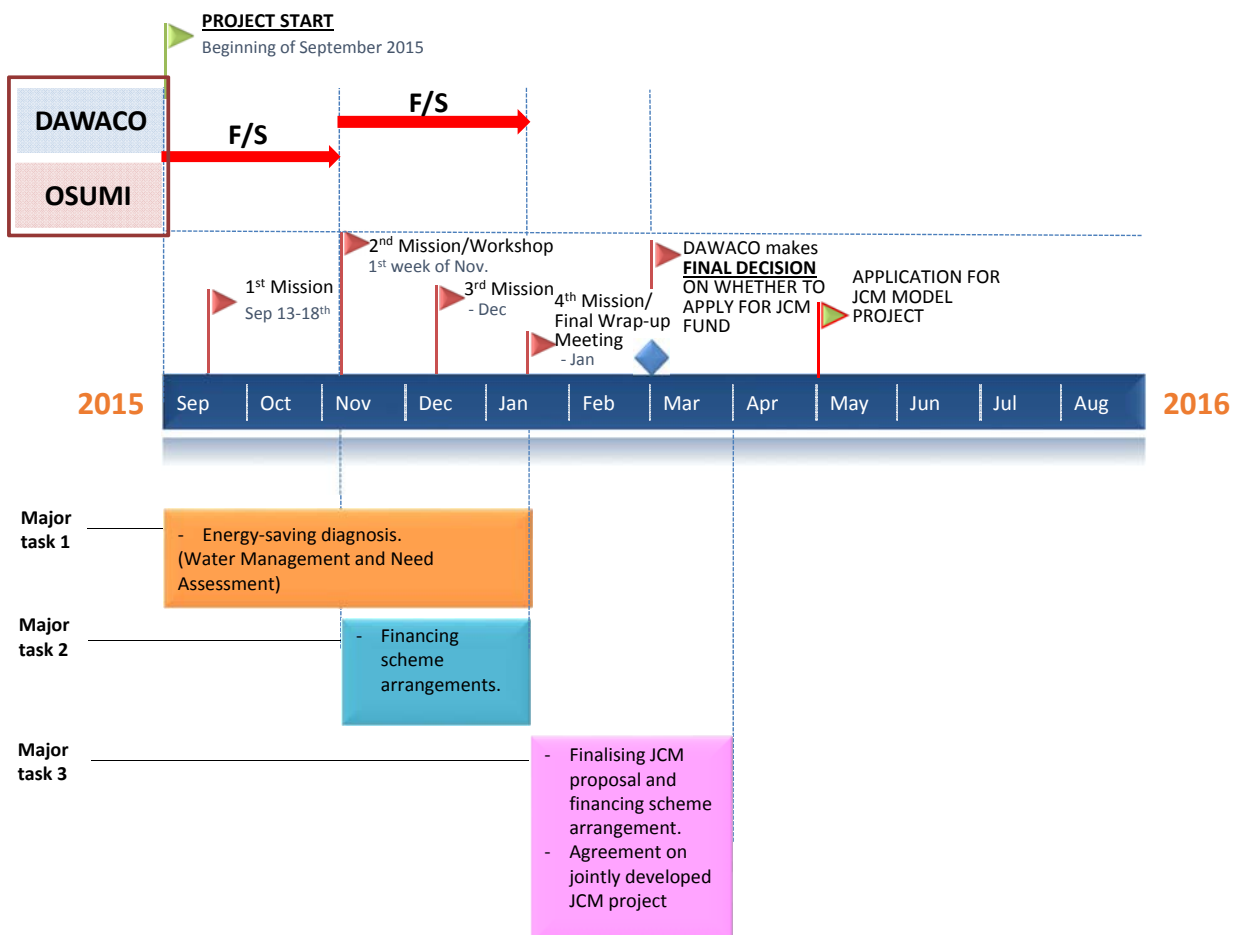 PROJECT START
Beginning of September 2015
DAWACO
OSUMI
F/S
F/S
1st Mission
Sep 13-18th
2nd Mission/Workshop
1st week of Nov.
3rd Mission
- Dec
4th Mission/
Final Wrap-up
Meeting
- Jan
DAWACO makes
FINAL DECISION
ON WHETHER TO
APPLY FOR JCM
FUND
APPLICATION FOR
JCM MODEL
PROJECT
2015
Sep
Oct
Nov
Dec
Jan
Feb
Mar
Apr
May
Jun
Jul
Aug
2016
Major
task 1
- Energy-saving diagnosis.
(Water Management and Need
Assessment)
Major
task 2
- Financing
scheme
arrangements.
Major
task 3
- Finalising JCM
proposal and
financing scheme
arrangement.
- Agreement on
jointly developed
JCM project